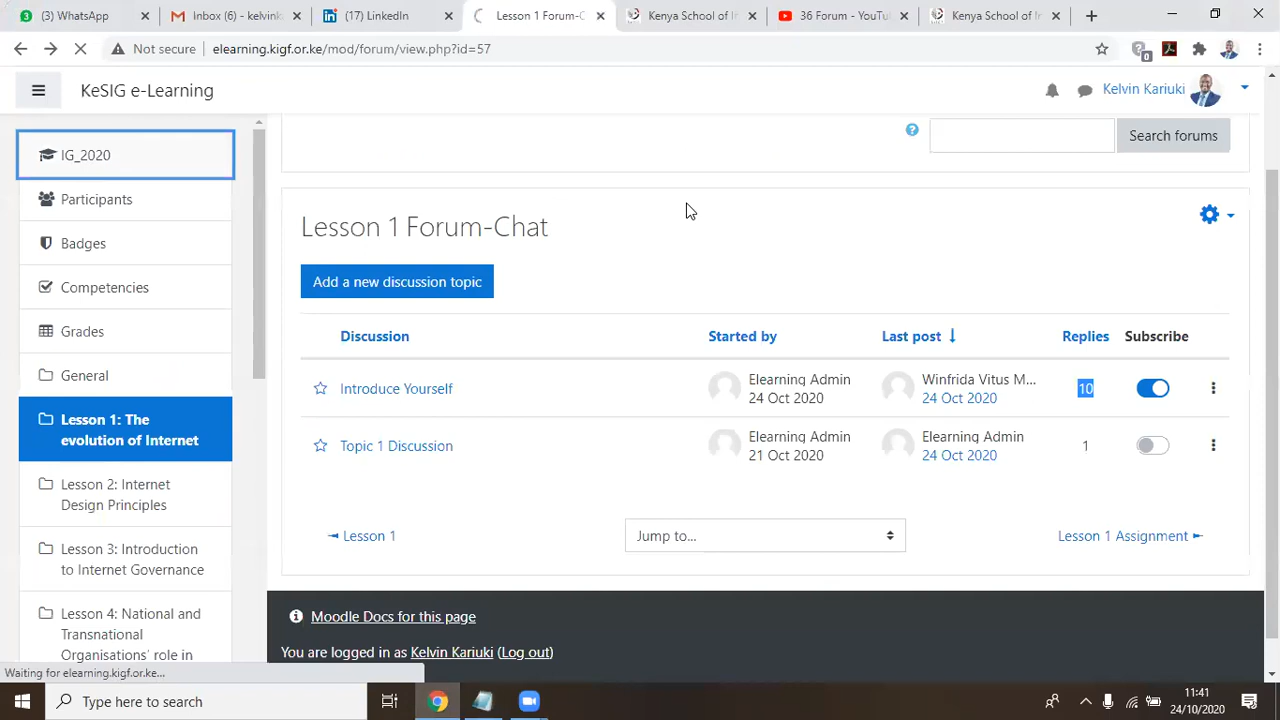 (3) WhatsApp
Inbox (6) - kelvink
(17) LinkedIn
Lesson 1 Forum-C
Kenya School of In
36 Forum - YouTu
Kenya School of In
Not secure
elearning.kigf.or.ke/mod/forum/view.php?id=57
0
KeSIG e-Learning
Kelvin Kariuki
IG_2020
Participants
Badges
Competencies
Grades
General
Lesson 1: The
evolution of Internet
Lesson 2: Internet
Design Principles
Lesson 3: Introduction
to Internet Governance
Lesson 4: National and
Transnational
Organisations' role in
Search forums
Lesson 1 Forum-Chat
Add a new discussion topic
Discussion Started by Last post Replies Subscribe
Introduce Yourself Elearning Admin Winfrida Vitus M... 10
24 Oct 2020 24 Oct 2020
Topic 1 Discussion Elearning Admin Elearning Admin 1
21 Oct 2020 24 Oct 2020
Lesson 1 Jump to... Lesson 1 Assignment
Moodle Docs for this page
You are logged in as Kelvin Kariuki (Log out)
Waiting for elearning.kigf.or.ke...
Type here to search
11:41
24/10/2020